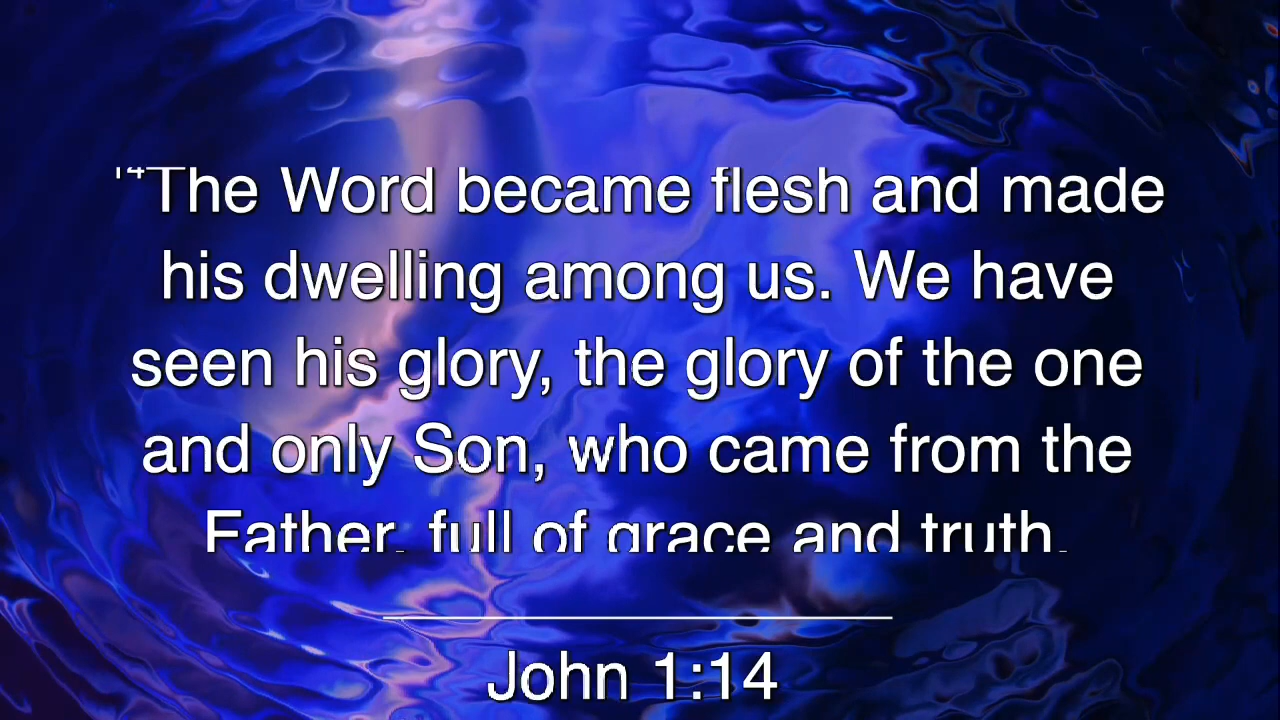 14The Word became flesh and made
his dwelling among us. We have
seen his glory, the glory of the one
and only Son, who came from the
Father, full of grace and truth.
John 1:14